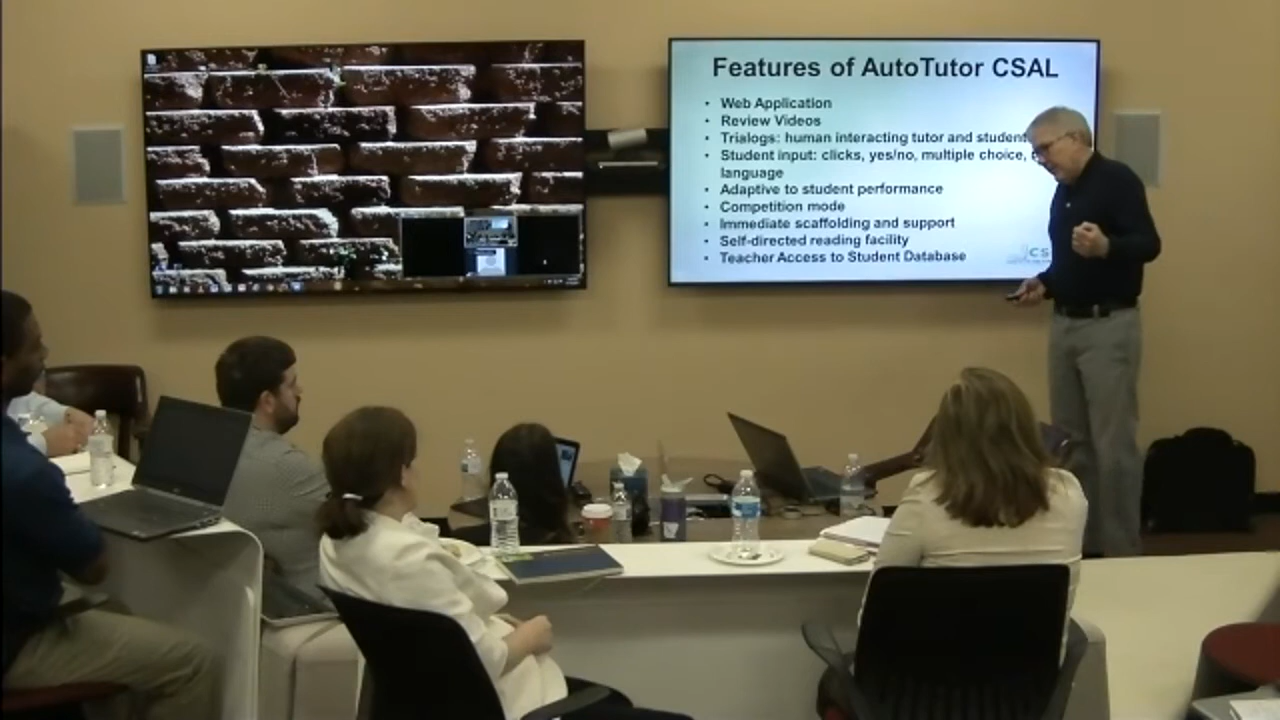 Features of AutoTutor CSAL
• Web Application
• Review Videos
• Trialogs: human interacting tutor and student
• Student input: clicks, yes/no, multiple choice,
language
• Adaptive to student performance
• Competition mode
• Immediate scaffolding and support
• Self-directed reading facility
• Teacher Access to Student Database
CS